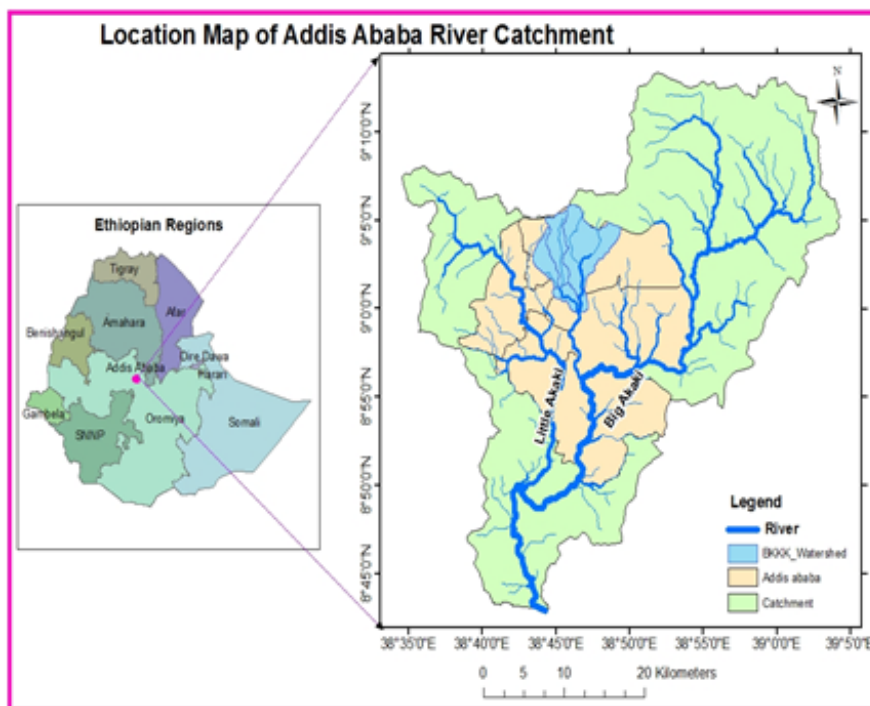 Location Map of Addis Ababa River Catchment
N
Ethiopian Regions
Tigray
Afar
Amahara
Benishangul
Dire Dawa
Addis Ababa
Harari
Gambela
Oromiya
Somali
SNNP
9°10'0"N
9°5'0"N
9°0'0"N
8°55'0"N
8°50'0"N
8°45'0"N
Little Akaki
Big Akaki
Legend
River
BKKK_Watershed
Addis ababa
Catchment
38°35'0"E
38°40'0"E
38°45'0"E
38°50'0"E
38°55'0"E
39°0'0"E
39°5'0"E
0 5 10 20 Kilometers